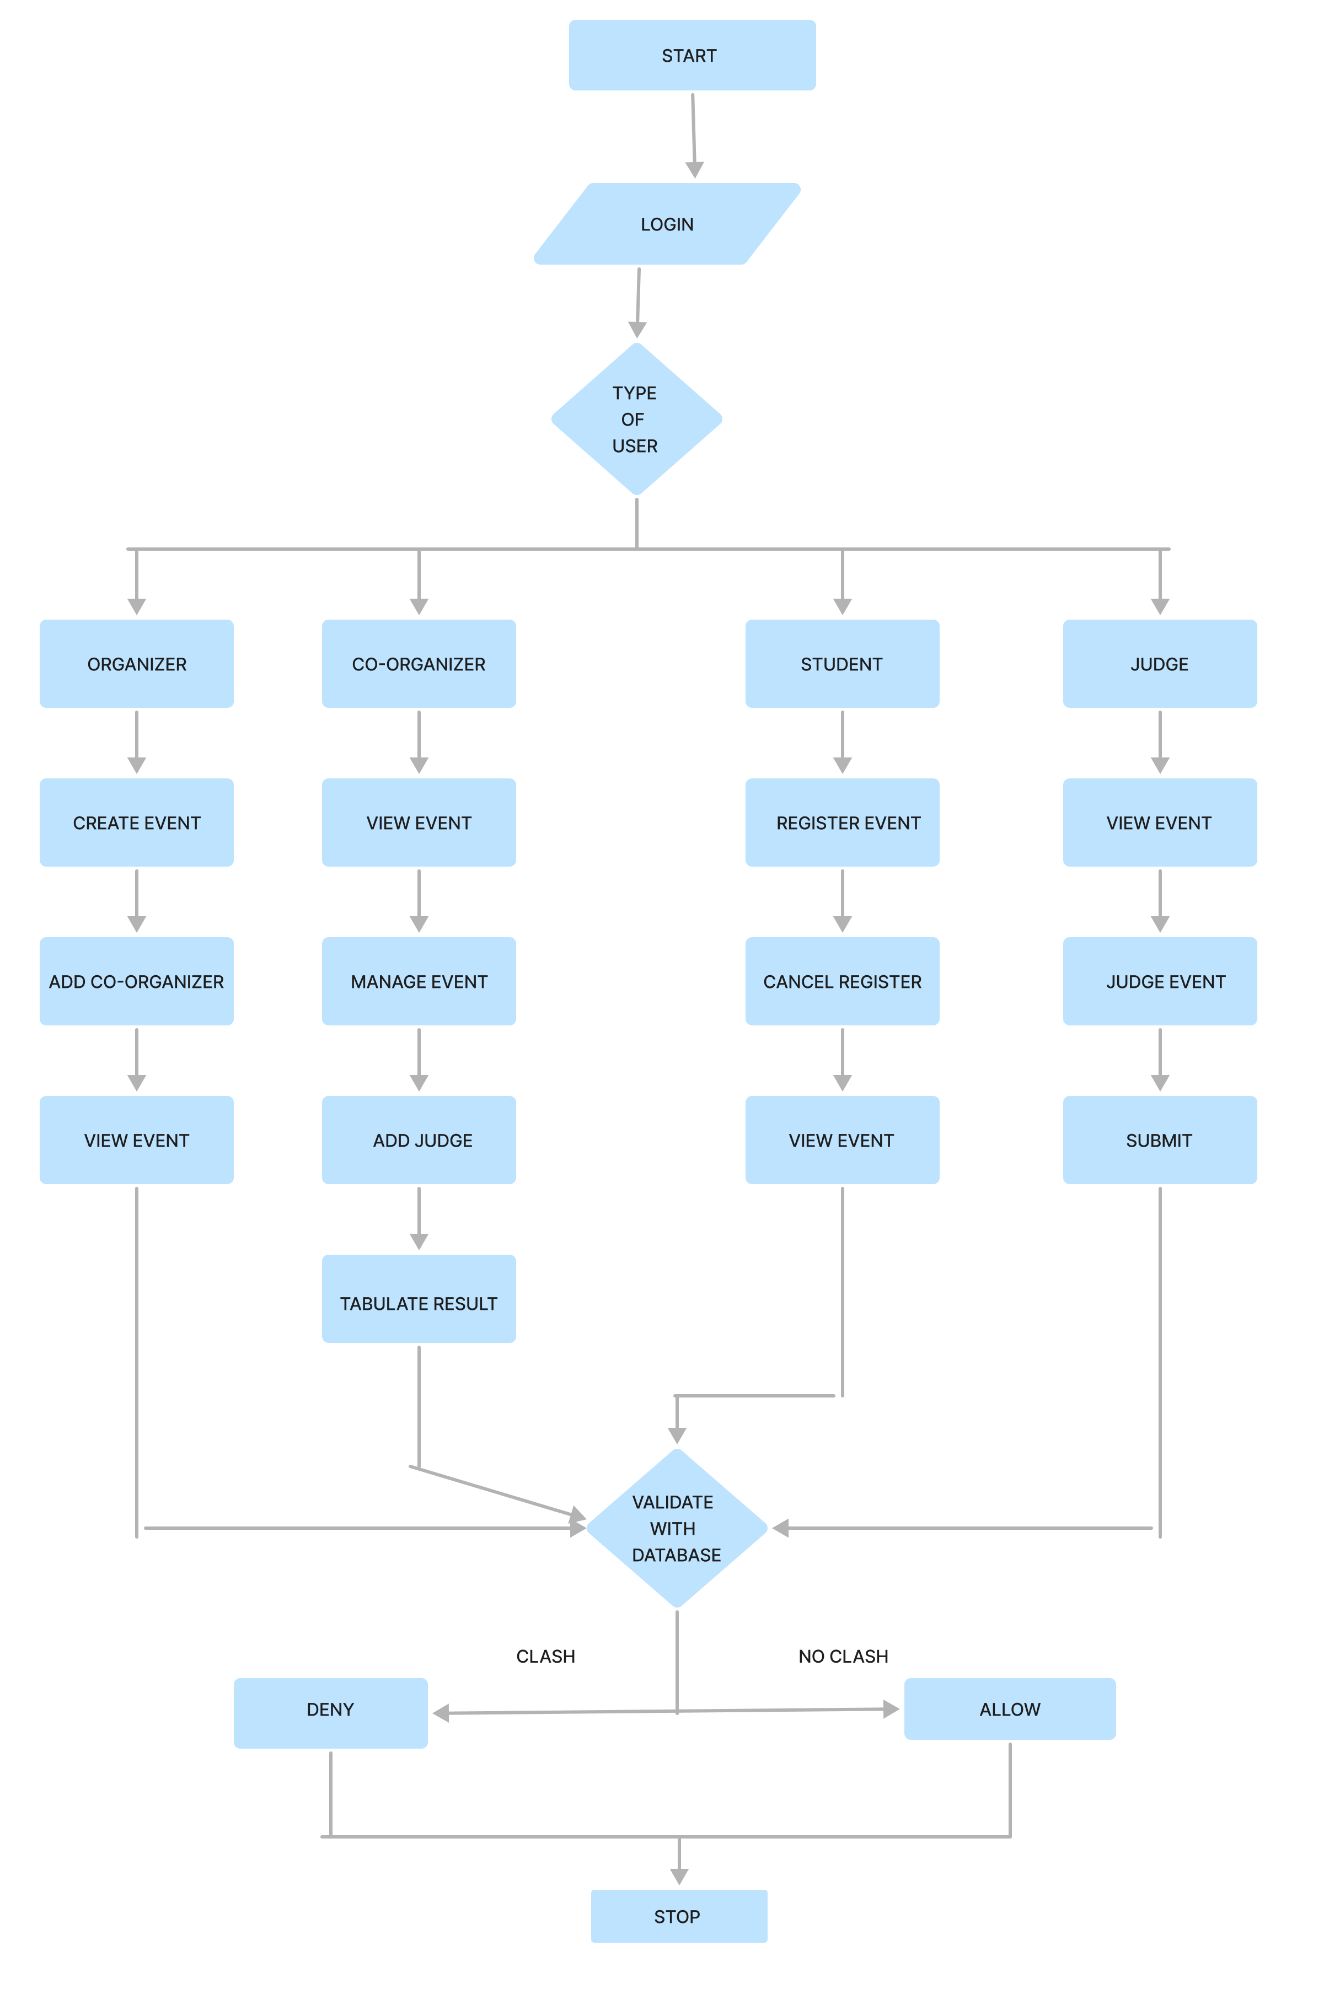 START
LOGIN
TYPE
OF
USER
ORGANIZER
CO-ORGANIZER
STUDENT
JUDGE
CREATE EVENT
VIEW EVENT
REGISTER EVENT
VIEW EVENT
ADD CO-ORGANIZER
MANAGE EVENT
CANCEL REGISTER
JUDGE EVENT
VIEW EVENT
ADD JUDGE
VIEW EVENT
SUBMIT
TABULATE RESULT
VALIDATE
WITH
DATABASE
CLASH
NO CLASH
DENY
ALLOW
STOP